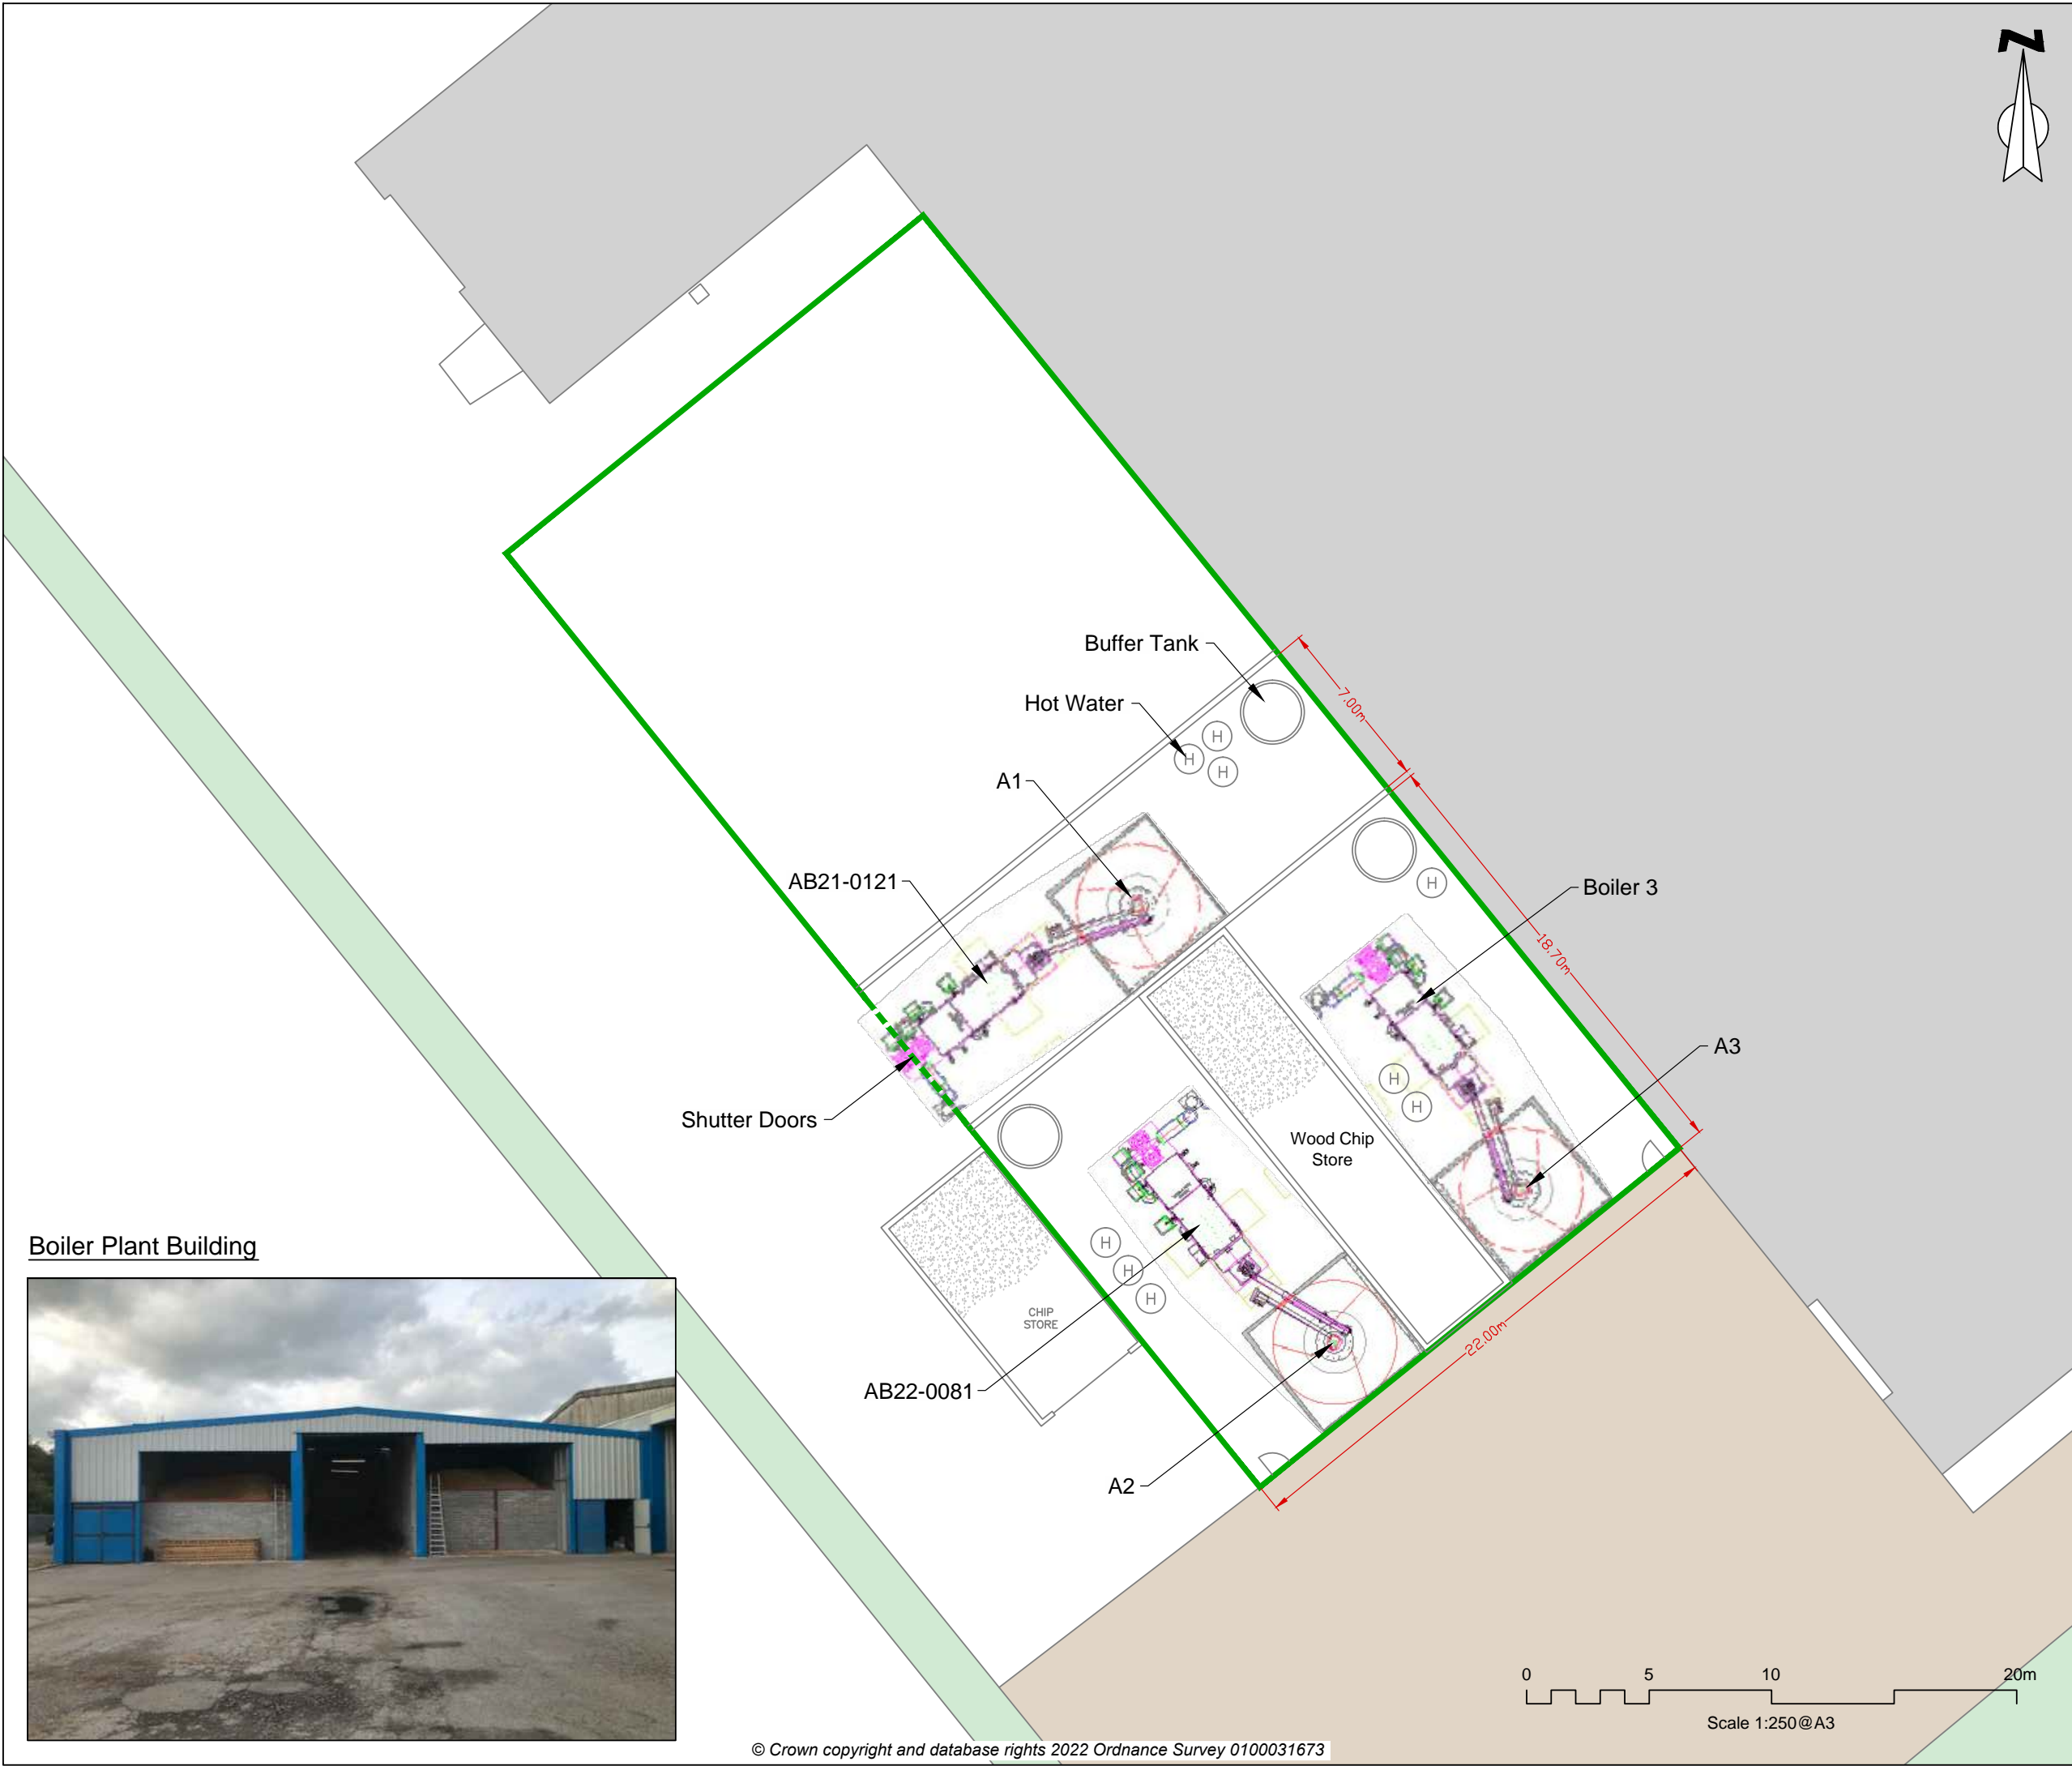 N
Buffer Tank
Hot Water
7.00m
H
H
H
A1
AB21-0121
H
Boiler 3
18.70m
A3
H
H
Shutter Doors
Wood Chip
Store
H
H
H
CHIP
STORE
22.00m
AB22-0081
A2
Boiler Plant Building
0 5 10 20m
Scale 1:250@A3
© Crown copyright and database rights 2022 Ordnance Survey 0100031673